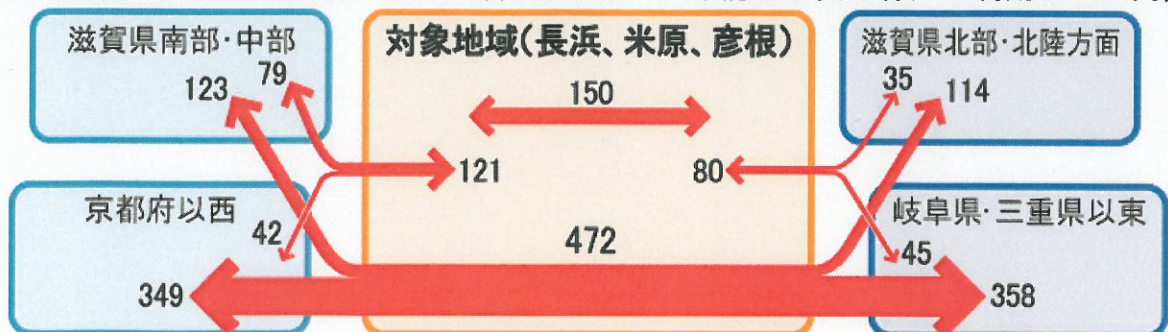 滋賀県南部・中部
79
123
対象地域(長浜、米原、彦根)
150
滋賀県北部・北陸方面
35
114
121
80
京都府以西
42
349
472
岐阜県・三重県以東
45
358